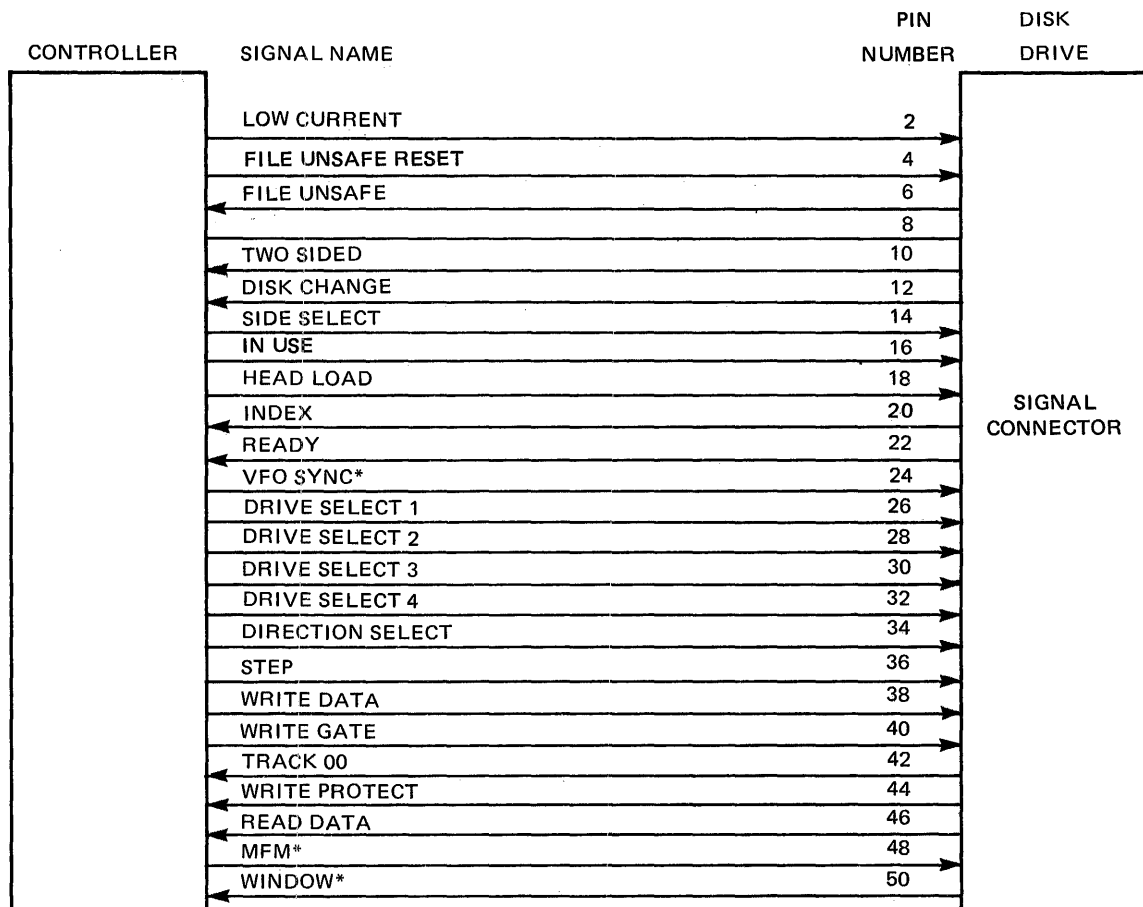 PIN DISK
CONTROLLER SIGNAL NAME NUMBER DRIVE
LOW CURRENT 2
FILE UNSAFE RESET 4
FILE UNSAFE 6
8
TWO SIDED 10
DISK CHANGE 12
SIDE SELECT 14
IN USE 16
HEAD LOAD 18
INDEX 20
READY 22
VFO SYNC* 24
DRIVE SELECT 1 26
DRIVE SELECT 2 28
DRIVE SELECT 3 30
DRIVE SELECT 4 32
DIRECTION SELECT 34
STEP 36
WRITE DATA 38
WRITE GATE 40
TRACK 00 42
WRITE PROTECT 44
READ DATA 46
MFM* 48
WINDOW* 50
SIGNAL
CONNECTOR